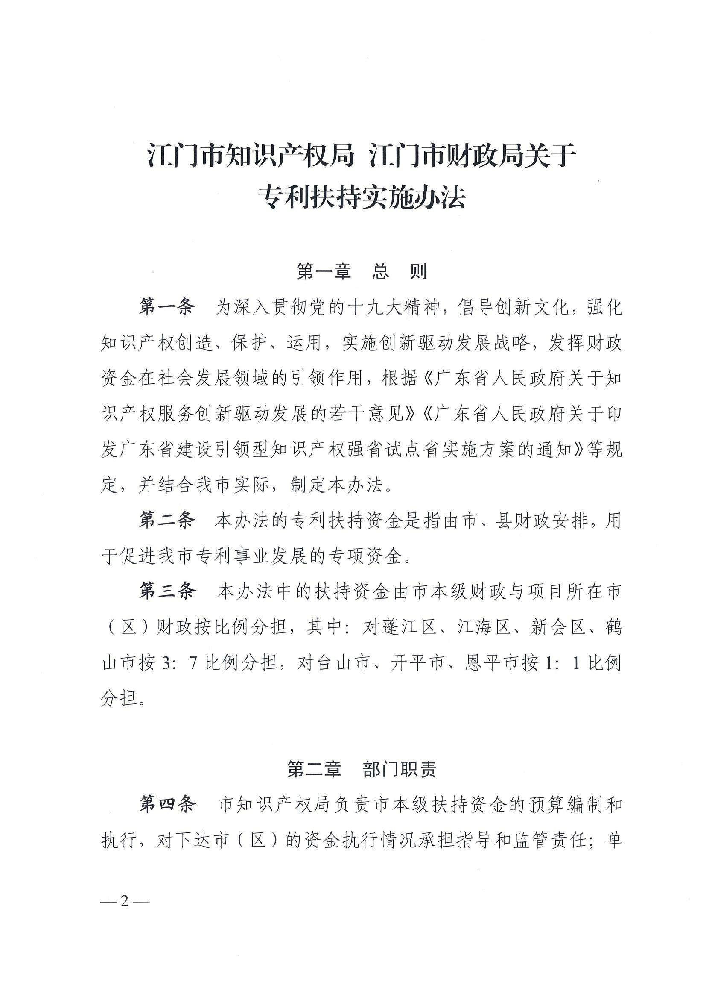 江门市知识产权局 江门市财政局关于
专利扶持实施办法
第一章 总 则
第一条 为深入贯彻党的十九大精神，倡导创新文化，强化
知识产权创造、保护、运用，实施创新驱动发展战略，发挥财政
资金在社会发展领域的引领作用，根据《广东省人民政府关于知
识产权服务创新驱动发展的若干意见》《广东省人民政府关于印
发广东省建设引领型知识产权强省试点省实施方案的通知》等规
定，并结合我市实际，制定本办法。
第二条 本办法的专利扶持资金是指由市、县财政安排，用
于促进我市专利事业发展的专项资金。
第三条 本办法中的扶持资金由市本级财政与项目所在市
（区）财政按比例分担，其中：对蓬江区、江海区、新会区、鹤
山市按 3：7 比例分担，对台山市、开平市、恩平市按 1：1 比例
分担。
第二章 部门职责
第四条 市知识产权局负责市本级扶持资金的预算编制和
执行，对下达市（区）的资金执行情况承担指导和监管责任；单
— 2 —